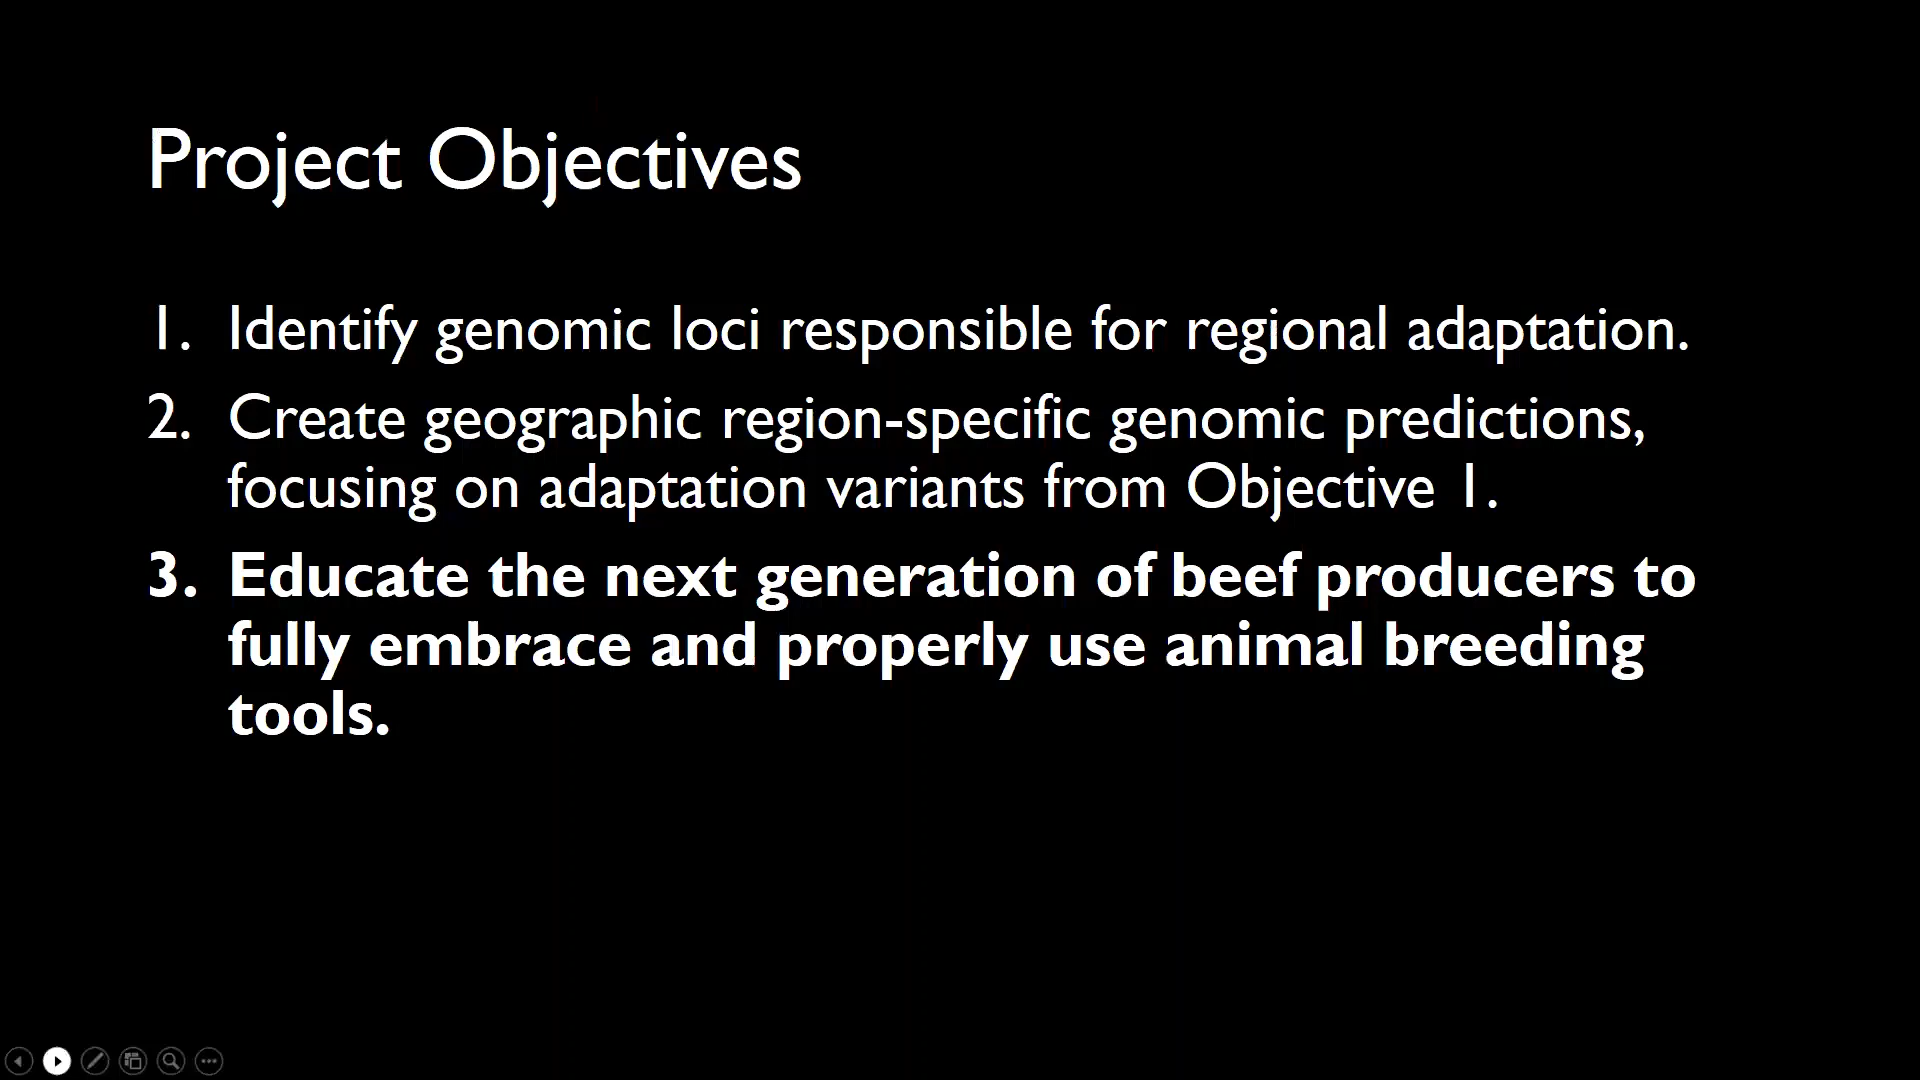 Project Objectives
1. Identify genomic loci responsible for regional adaptation.
2. Create geographic region-specific genomic predictions,
focusing on adaptation variants from Objective 1.
3. Educate the next generation of beef producers to
fully embrace and properly use animal breeding
tools.